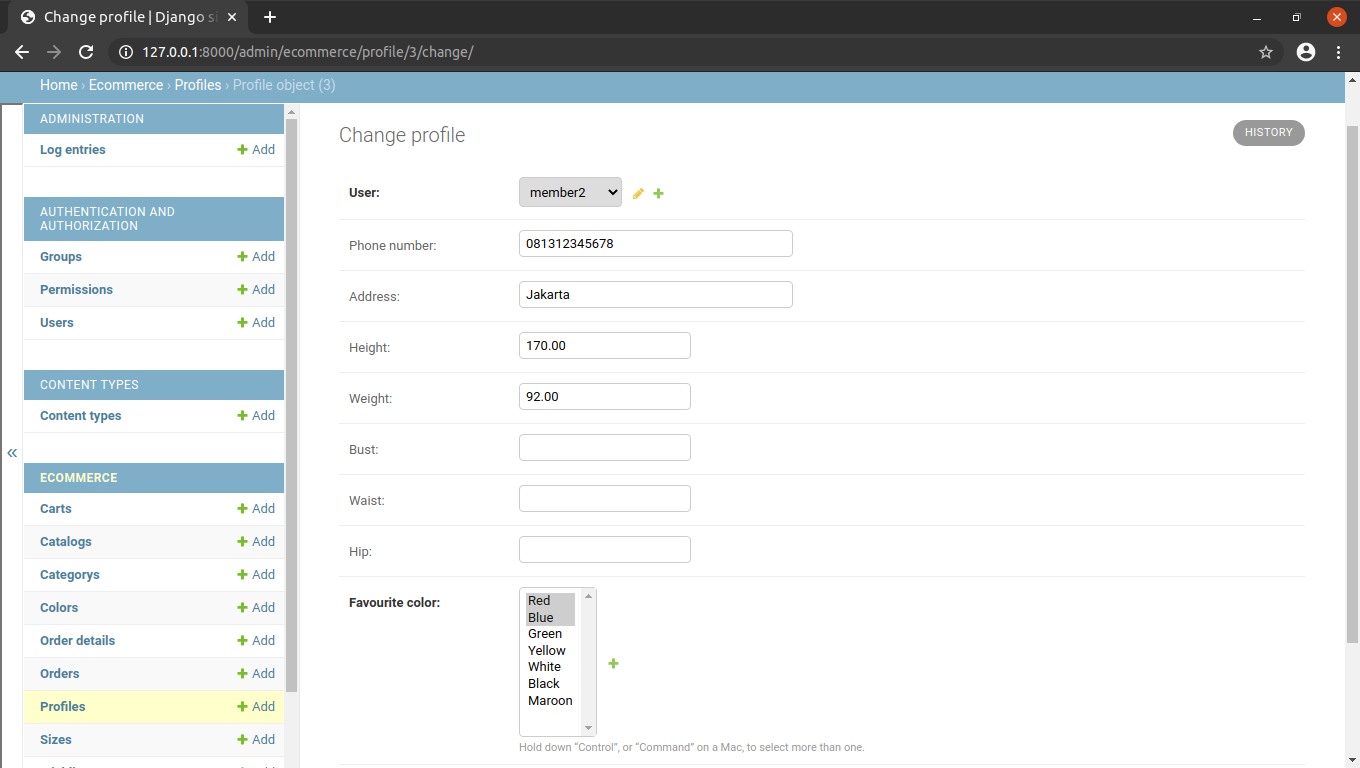 Change profile | Django si
127.0.0.1:8000/admin/ecommerce/profile/3/change/
Home › Ecommerce › Profiles › Profile object (3)
ADMINISTRATION
Log entries Add
AUTHENTICATION AND
AUTHORIZATION
Groups Add
Permissions Add
Users Add
CONTENT TYPES
Content types Add
«
ECOMMERCE
Carts Add
Catalogs Add
Categorys Add
Colors Add
Order details Add
Orders Add
Profiles Add
Sizes Add
Change profile
HISTORY
User: member2
Phone number: 081312345678
Address: Jakarta
Height: 170.00
Weight: 92.00
Bust:
Waist:
Hip:
Favourite color:
Red
Blue
Green
Yellow
White
Black
Maroon
Hold down “Control”, or “Command” on a Mac, to select more than one.